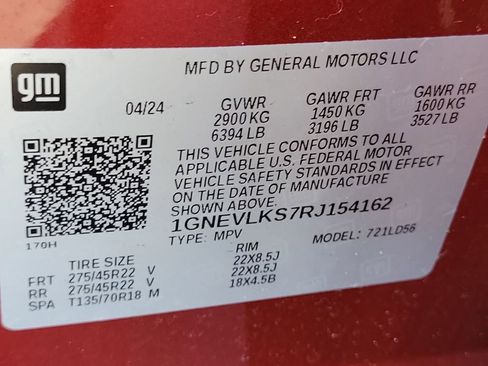 gm
MFD BY GENERAL MOTORS LLC
04/24 GVWR GAWR FRT GAWR RR
2900 KG 1450 KG 1600 KG
6394 LB 3196 LB 3527 LB
THIS VEHICLE CONFORMS TO ALL
APPLICABLE U.S. FEDERAL MOTOR
VEHICLE SAFETY STANDARDS IN EFFECT
ON THE DATE OF MANUFACTURE
SHOWN ABOVE.
1GNEVLKS7RJ154162
170H
TYPE: MPV MODEL: 721LD56
TIRE SIZE RIM
FRT 275/45R22 V 22X8.5J
RR 275/45R22 V 22X8.5J
SPA T135/70R18 M 18X4.5B